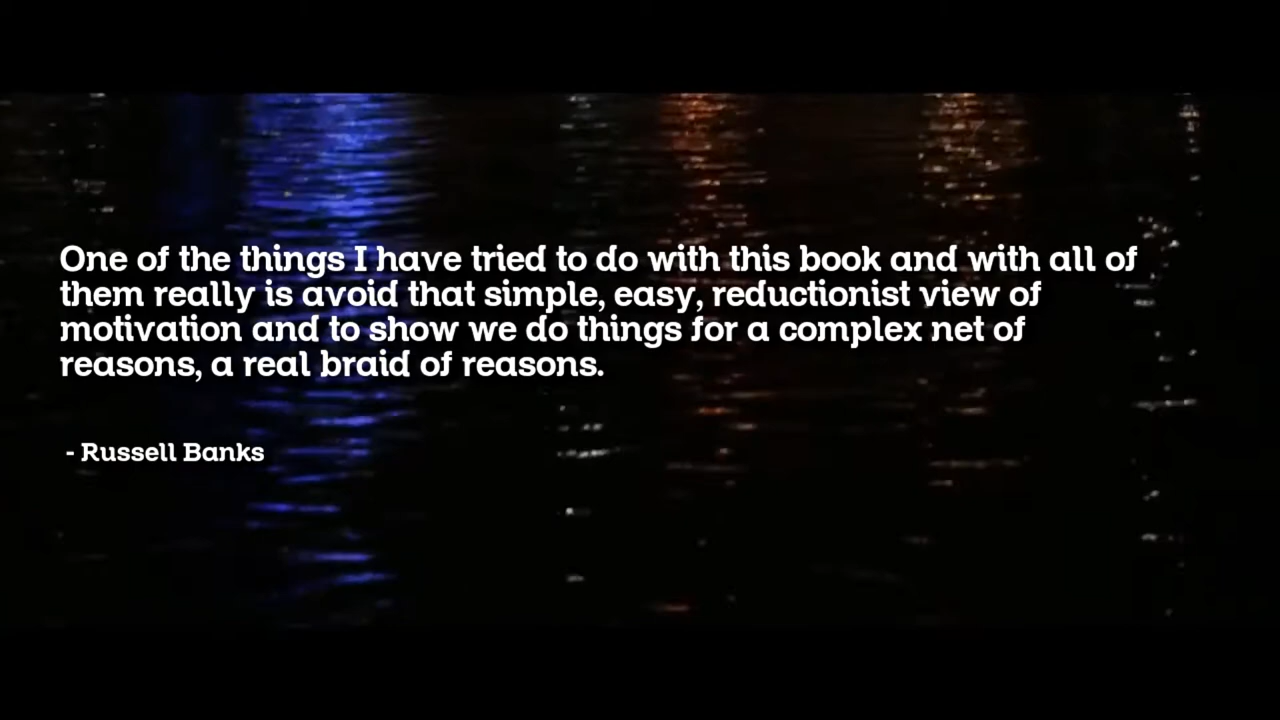 One of the things I have tried to do with this book and with all of
them really is avoid that simple, easy, reductionist view of
motivation and to show we do things for a complex net of
reasons, a real braid of reasons.
- Russell Banks